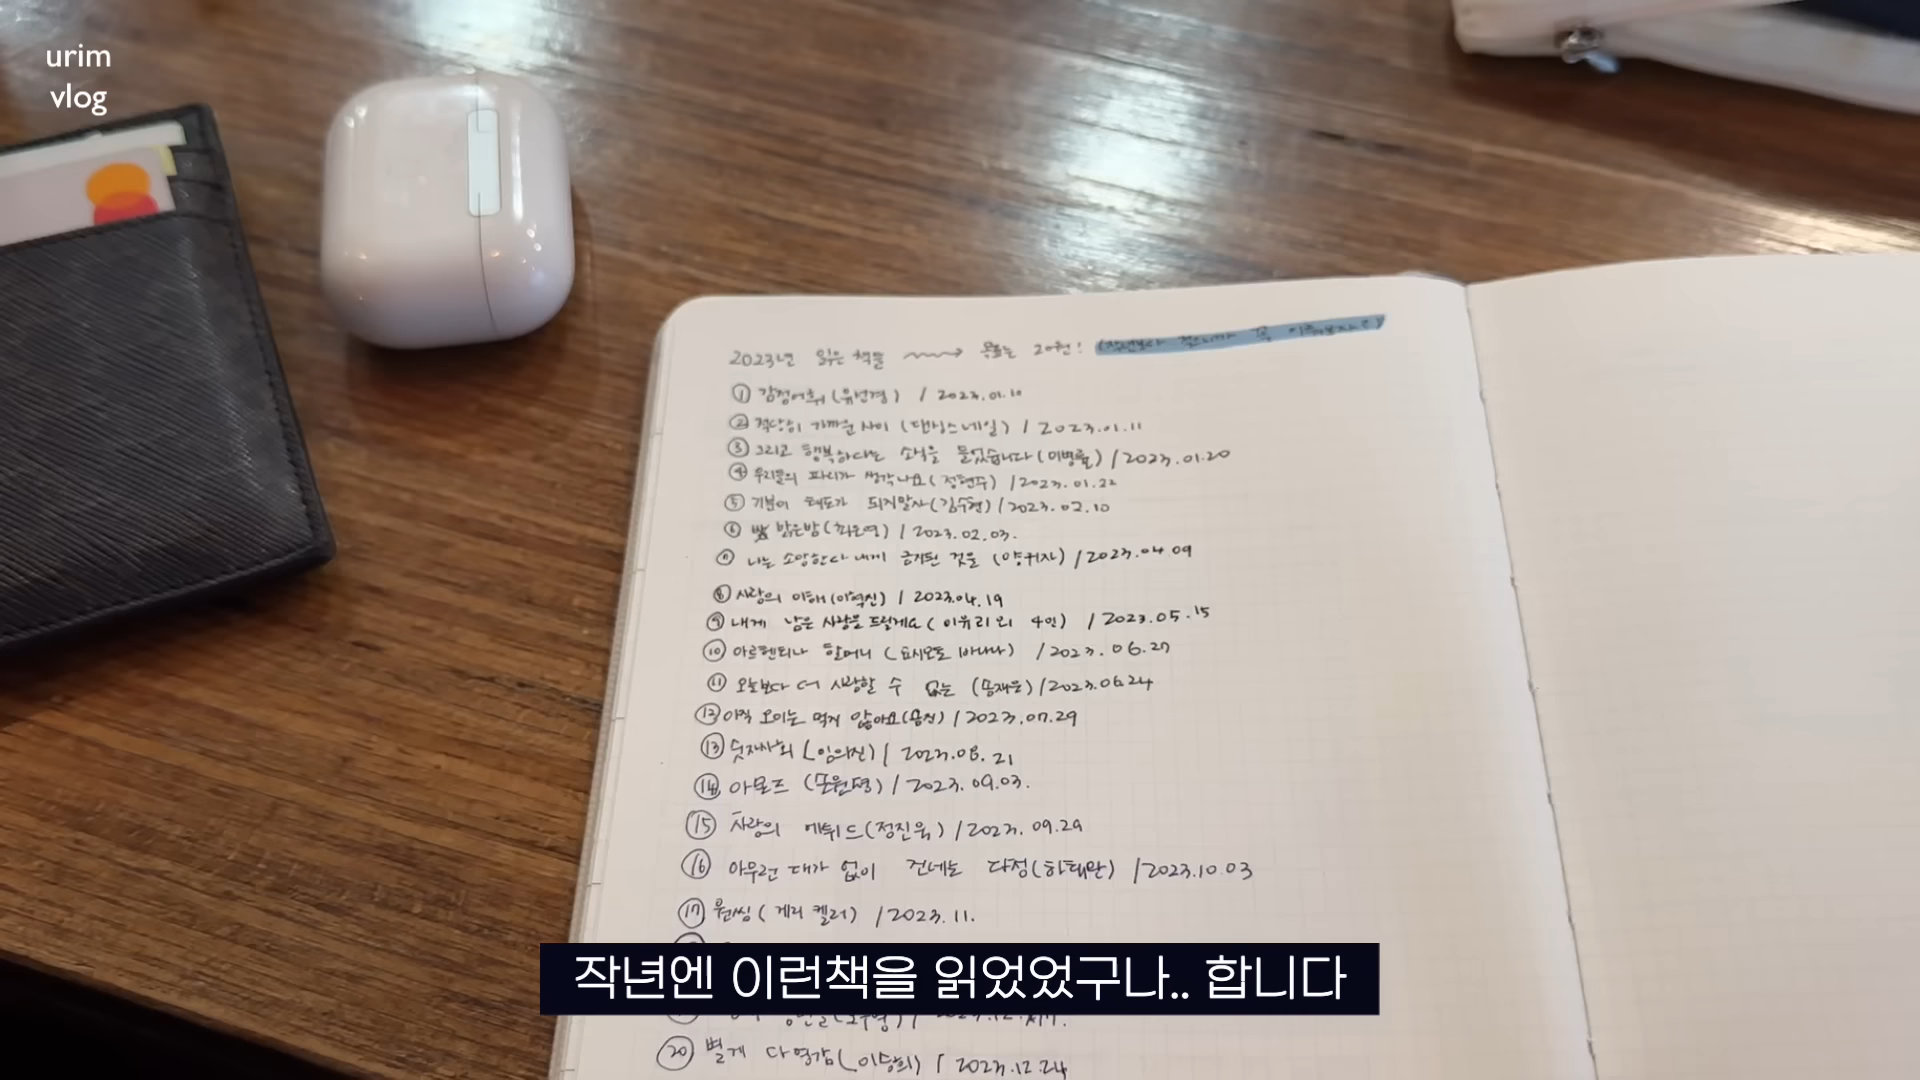 urim
vlog
2023년 읽은 책들 목표는 20권!
① 감정어휘 (유선경) / 2023.01.10
② 적당히 가까운 사이 (댄싱스네일) / 2023.01.11
③ 그리고 행복하다는 소식을 들었습니다 (이병률) / 2023.01.20
④ 우리들의 파리가 생각나요 (정현주) / 2023.01.22
⑤ 기분이 태도가 되지말자 (김수현) / 2023.02.10
⑥ 밝은밤 (최은영) / 2023.02.03.
⑦ 나는 소망한다 내게 금지된 것을 (양귀자) / 2023.04.09
⑧ 사랑의 이해 (이혁진) / 2023.04.19
⑨ 내게 남은 사랑을 드릴게요 (이유리 외 4인) / 2023.05.15
⑩ 아르헨티나 할머니 (요시모토 바나나) / 2023.06.27
⑪ 오늘보다 더 사랑할 수 없는 / 2023.06.24
⑫ 아직 오이는 먹지 않아요 / 2023.07.29
⑬ 숫자사회 (임의진) / 2023.08.21
⑭ 아몬드 (손원평) / 2023.09.03.
⑮ 사랑의 에튀드 (정진욱) / 2023.09.29
⑯ 아무런 대가 없이 건네는 다정 (하태완) / 2023.10.03
⑰ 원씽 (게리 켈러) / 2023.11.
작년엔 이런책을 읽었었구나.. 합니다
⑳ 별게 다 영감 (이승희) / 2023.12.24